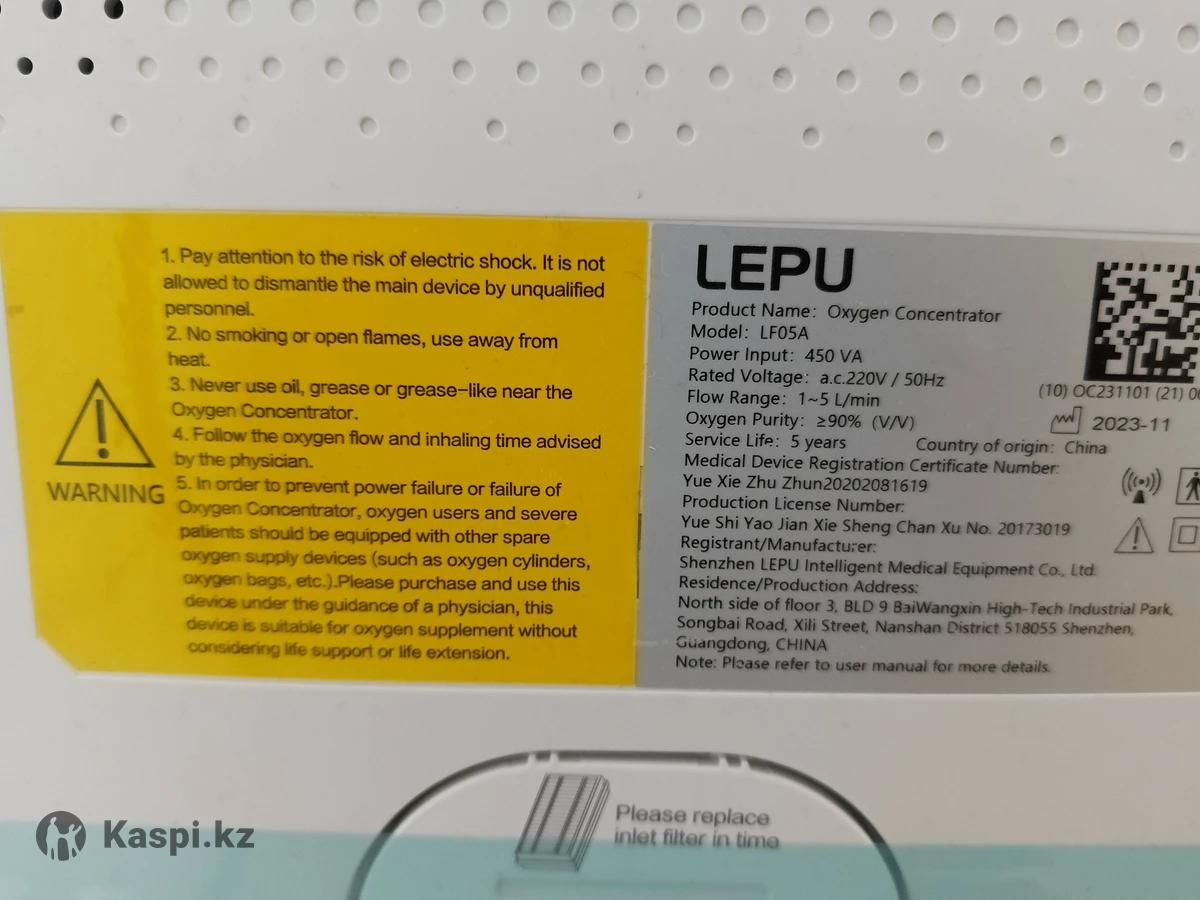 1. Pay attention to the risk of electric shock. It is not
allowed to dismantle the main device by unqualified
personnel.
2. No smoking or open flames, use away from
heat.
3. Never use oil, grease or grease-like near the
Oxygen Concentrator.
4. Follow the oxygen flow and inhaling time advised
by the physician.
5. In order to prevent power failure or failure of
Oxygen Concentrator, oxygen users and severe
patients should be equipped with other spare
oxygen supply devices (such as oxygen cylinders,
oxygen bags, etc.).Please purchase and use this
device under the guidance of a physician, this
device is suitable for oxygen supplement without
considering life support or life extension.
WARNING
LEPU
Product Name: Oxygen Concentrator
Model: LF05A
Power Input: 450 VA
Rated Voltage: a.c.220V / 50Hz
Flow Range: 1~5 L/min
Oxygen Purity: ≥90% (V/V)
Service Life: 5 years
(10) OC231101 (21)
2023-11
Country of origin: China
Medical Device Registration Certificate Number:
Yue Xie Zhu Zhun20202081619
Production License Number:
Yue Shi Yao Jian Xie Sheng Chan Xu No. 20173019
Registrant/Manufacturer:
Shenzhen LEPU Intelligent Medical Equipment Co., Ltd.
Residence/Production Address:
North side of floor 3, BLD 9 BaiWangxin High-Tech Industrial Park,
Songbai Road, Xili Street, Nanshan District 518055 Shenzhen,
Guangdong, CHINA
Note: Please refer to user manual for more details.
Please replace
inlet filter in time
Kaspi.kz